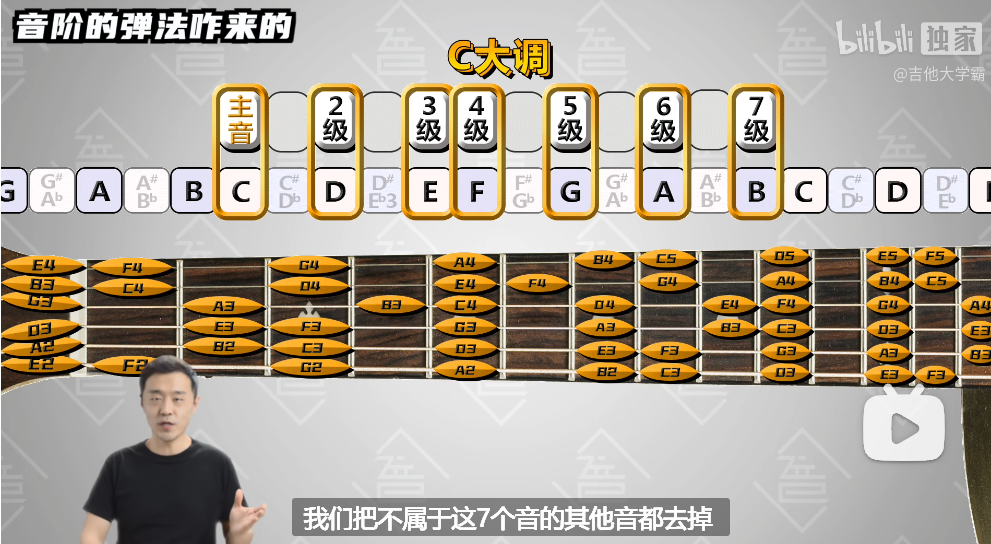 音阶的弹法咋来的
bilibili 独家
@吉他大学霸
C大调
主音 2级 3级 4级 5级 6级 7级
G G# Ab A A# Bb B C C# Db D D# Eb3 E F F# Gb G G# Ab A A# Bb B C C# Db D D# Eb
E4 F4 G4 A4 B4 C5 D5 E5 F5
B3 C4 D4 E4 F4 G4 A4 B4 C5
G3 A3 B3 C4 D4 E4 F4 G4 A4
D3 E3 F3 G3 A3 B3 C3 D3 E3
A2 B2 C3 D3 E3 F3 G3 A3 B3
E2 F2 G2 A2 B2 C3 D3 E3 F3
我们把不属于这7个音的其他音都去掉